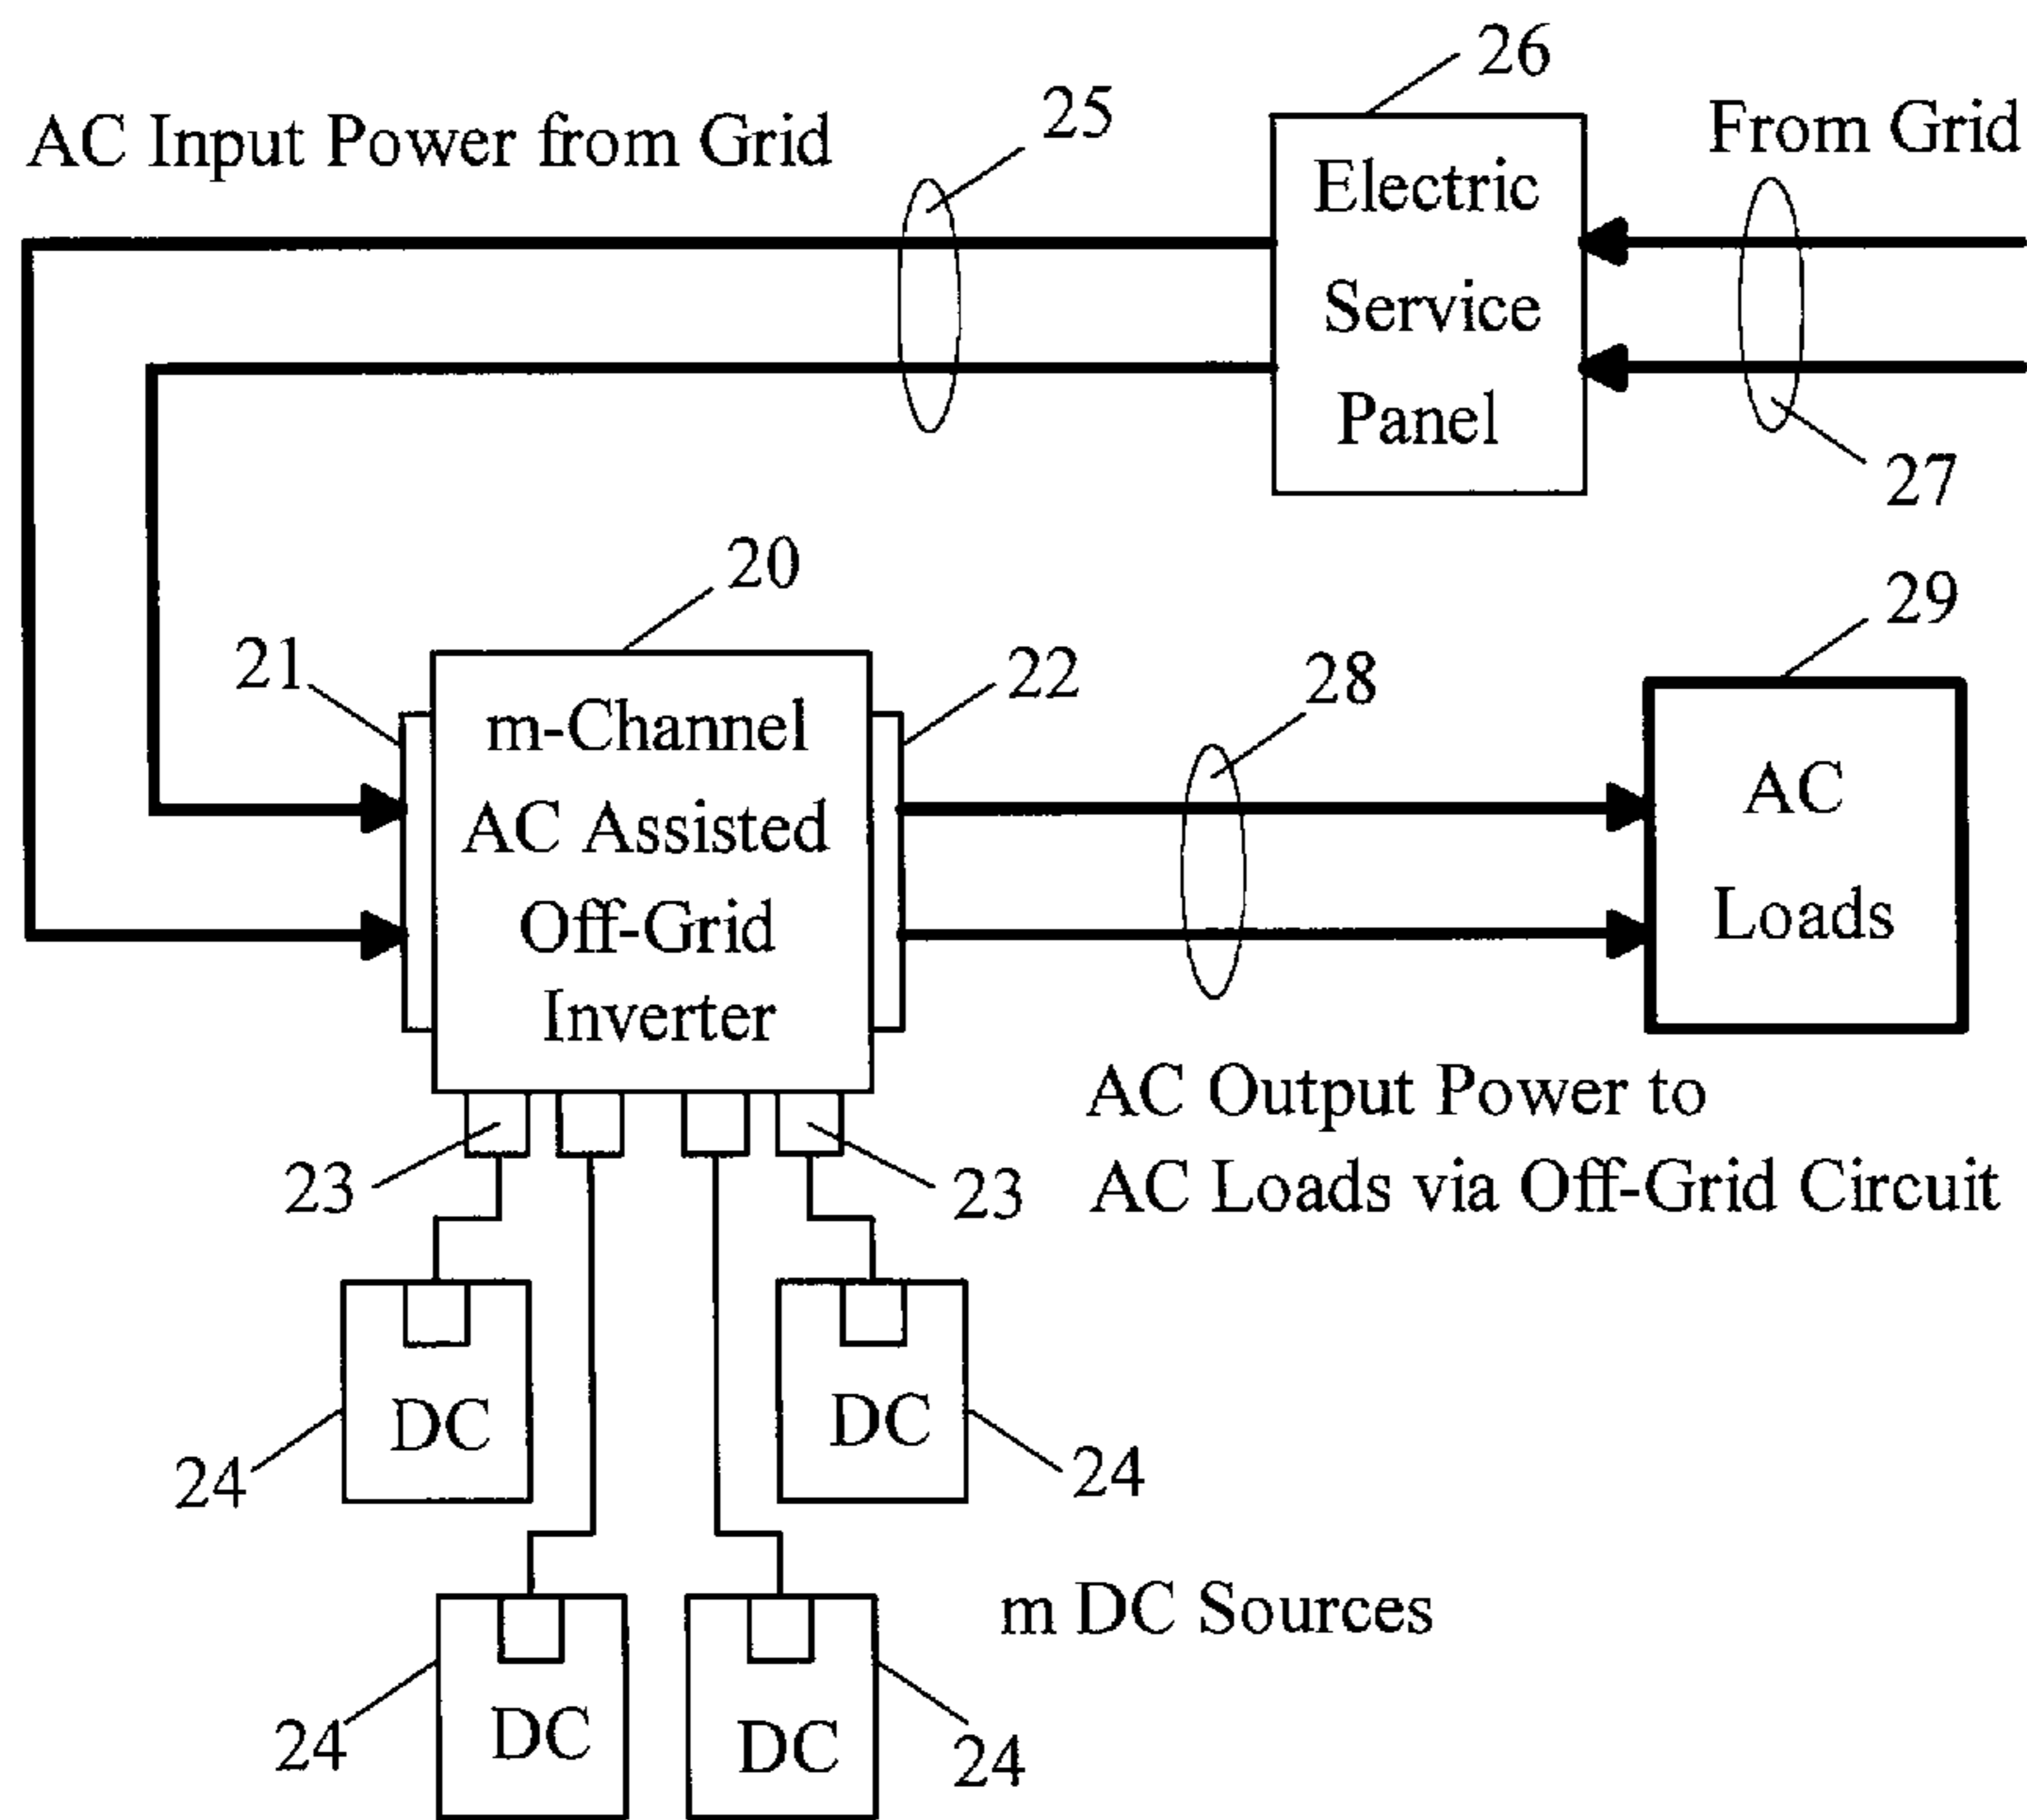 26
25
AC Input Power from Grid
From Grid
Electric
Service
Panel
27
20
29
21
22
28
m-Channel
AC Assisted
Off-Grid
Inverter
AC
Loads
AC Output Power to
AC Loads via Off-Grid Circuit
23
23
DC
DC
24
24
m DC Sources
DC
DC
24
24